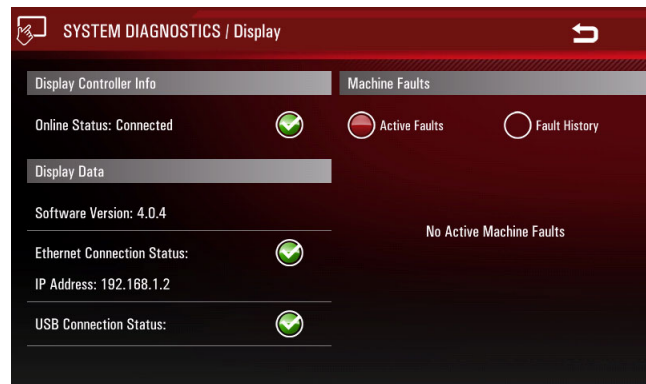 SYSTEM DIAGNOSTICS / Display
Display Controller Info
Online Status: Connected
Display Data
Software Version: 4.0.4
Ethernet Connection Status:
IP Address: 192.168.1.2
USB Connection Status:
Machine Faults
Active Faults
Fault History
No Active Machine Faults